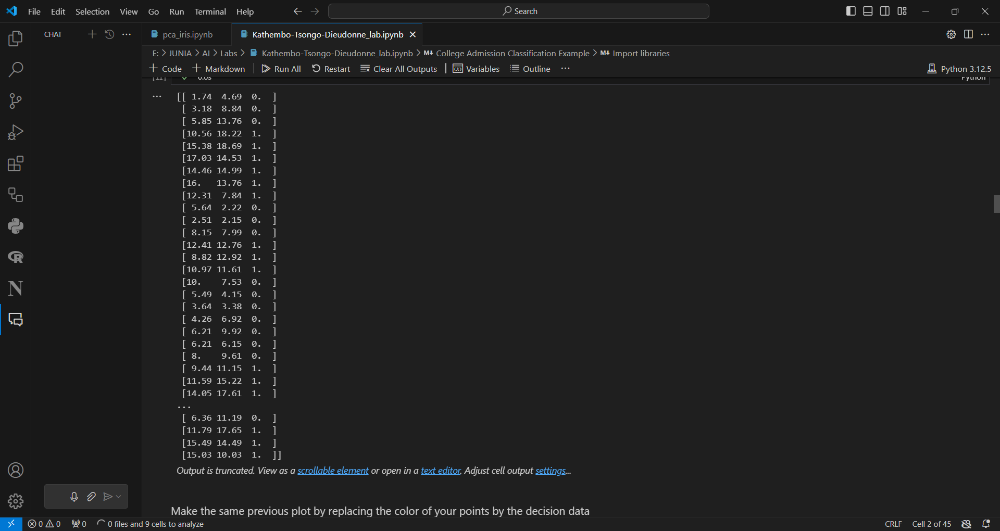 File Edit Selection View Go Run Terminal Help Search
CHAT
pca_iris.ipynb Kathembo-Tsongo-Dieudonne_lab.ipynb
E: > JUNIA > AI > Labs > Kathembo-Tsongo-Dieudonne_lab.ipynb > M↓ College Admission Classification Example > M↓ Import libraries
+ Code + Markdown Run All Restart Clear All Outputs Variables Outline ... Python 3.12.5
[11] 0.0s Python
... [[ 1.74  4.69  0.  ]
 [ 3.18  8.84  0.  ]
 [ 5.85 13.76  0.  ]
 [10.56 18.22  1.  ]
 [15.38 18.69  1.  ]
 [17.03 14.53  1.  ]
 [14.46 14.99  1.  ]
 [16.   13.76  1.  ]
 [12.31  7.84  1.  ]
 [ 5.64  2.22  0.  ]
 [ 2.51  2.15  0.  ]
 [ 8.15  7.99  0.  ]
 [12.41 12.76  1.  ]
 [ 8.82 12.92  1.  ]
 [10.97 11.61  1.  ]
 [10.    7.53  0.  ]
 [ 5.49  4.15  0.  ]
 [ 3.64  3.38  0.  ]
 [ 4.26  6.92  0.  ]
 [ 6.21  9.92  0.  ]
 [ 6.21  6.15  0.  ]
 [ 8.    9.61  0.  ]
 [ 9.44 11.15  1.  ]
 [11.59 15.22  1.  ]
 [14.05 17.61  1.  ]
...
 [ 6.36 11.19  0.  ]
 [11.79 17.65  1.  ]
 [15.49 14.49  1.  ]
 [15.03 10.03  1.  ]]
Output is truncated. View as a scrollable element or open in a text editor. Adjust cell output settings...
Make the same previous plot by replacing the color of your points by the decision data
0 0 0 0 files and 9 cells to analyze CRLF Cell 2 of 45